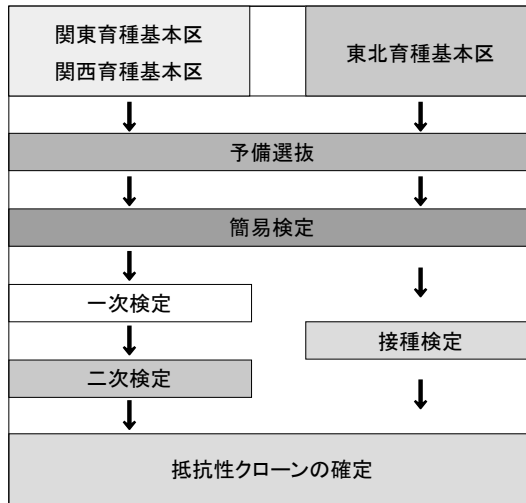 関東育種基本区
関西育種基本区
東北育種基本区
予備選抜
簡易検定
一次検定
接種検定
二次検定
抵抗性クローンの確定